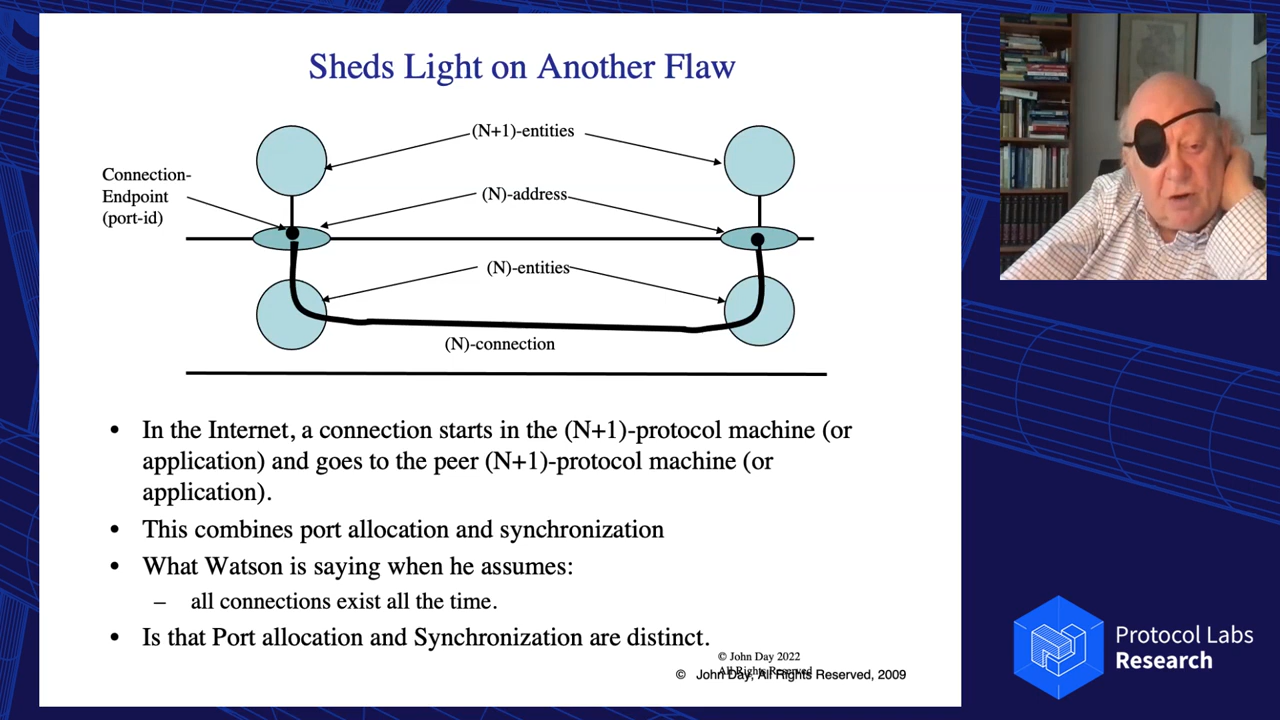 Sheds Light on Another Flaw
(N+1)-entities
Connection-
Endpoint
(port-id)
(N)-address
(N)-entities
(N)-connection
• In the Internet, a connection starts in the (N+1)-protocol machine (or
application) and goes to the peer (N+1)-protocol machine (or
application).
• This combines port allocation and synchronization
• What Watson is saying when he assumes:
– all connections exist all the time.
• Is that Port allocation and Synchronization are distinct.
© John Day 2022
All Rights Reserved
© John Day, All Rights Reserved, 2009
Protocol Labs
Research